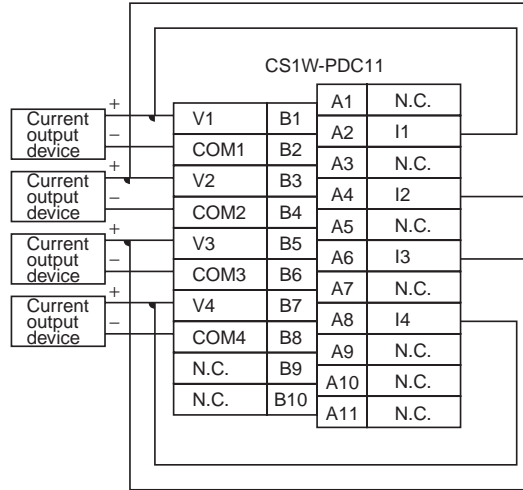 CS1W-PDC11
+
Current
output
device
−
+
Current
output
device
−
+
Current
output
device
−
+
Current
output
device
−
V1 B1
COM1 B2
V2 B3
COM2 B4
V3 B5
COM3 B6
V4 B7
COM4 B8
N.C. B9
N.C. B10
A1 N.C.
A2 I1
A3 N.C.
A4 I2
A5 N.C.
A6 I3
A7 N.C.
A8 I4
A9 N.C.
A10 N.C.
A11 N.C.